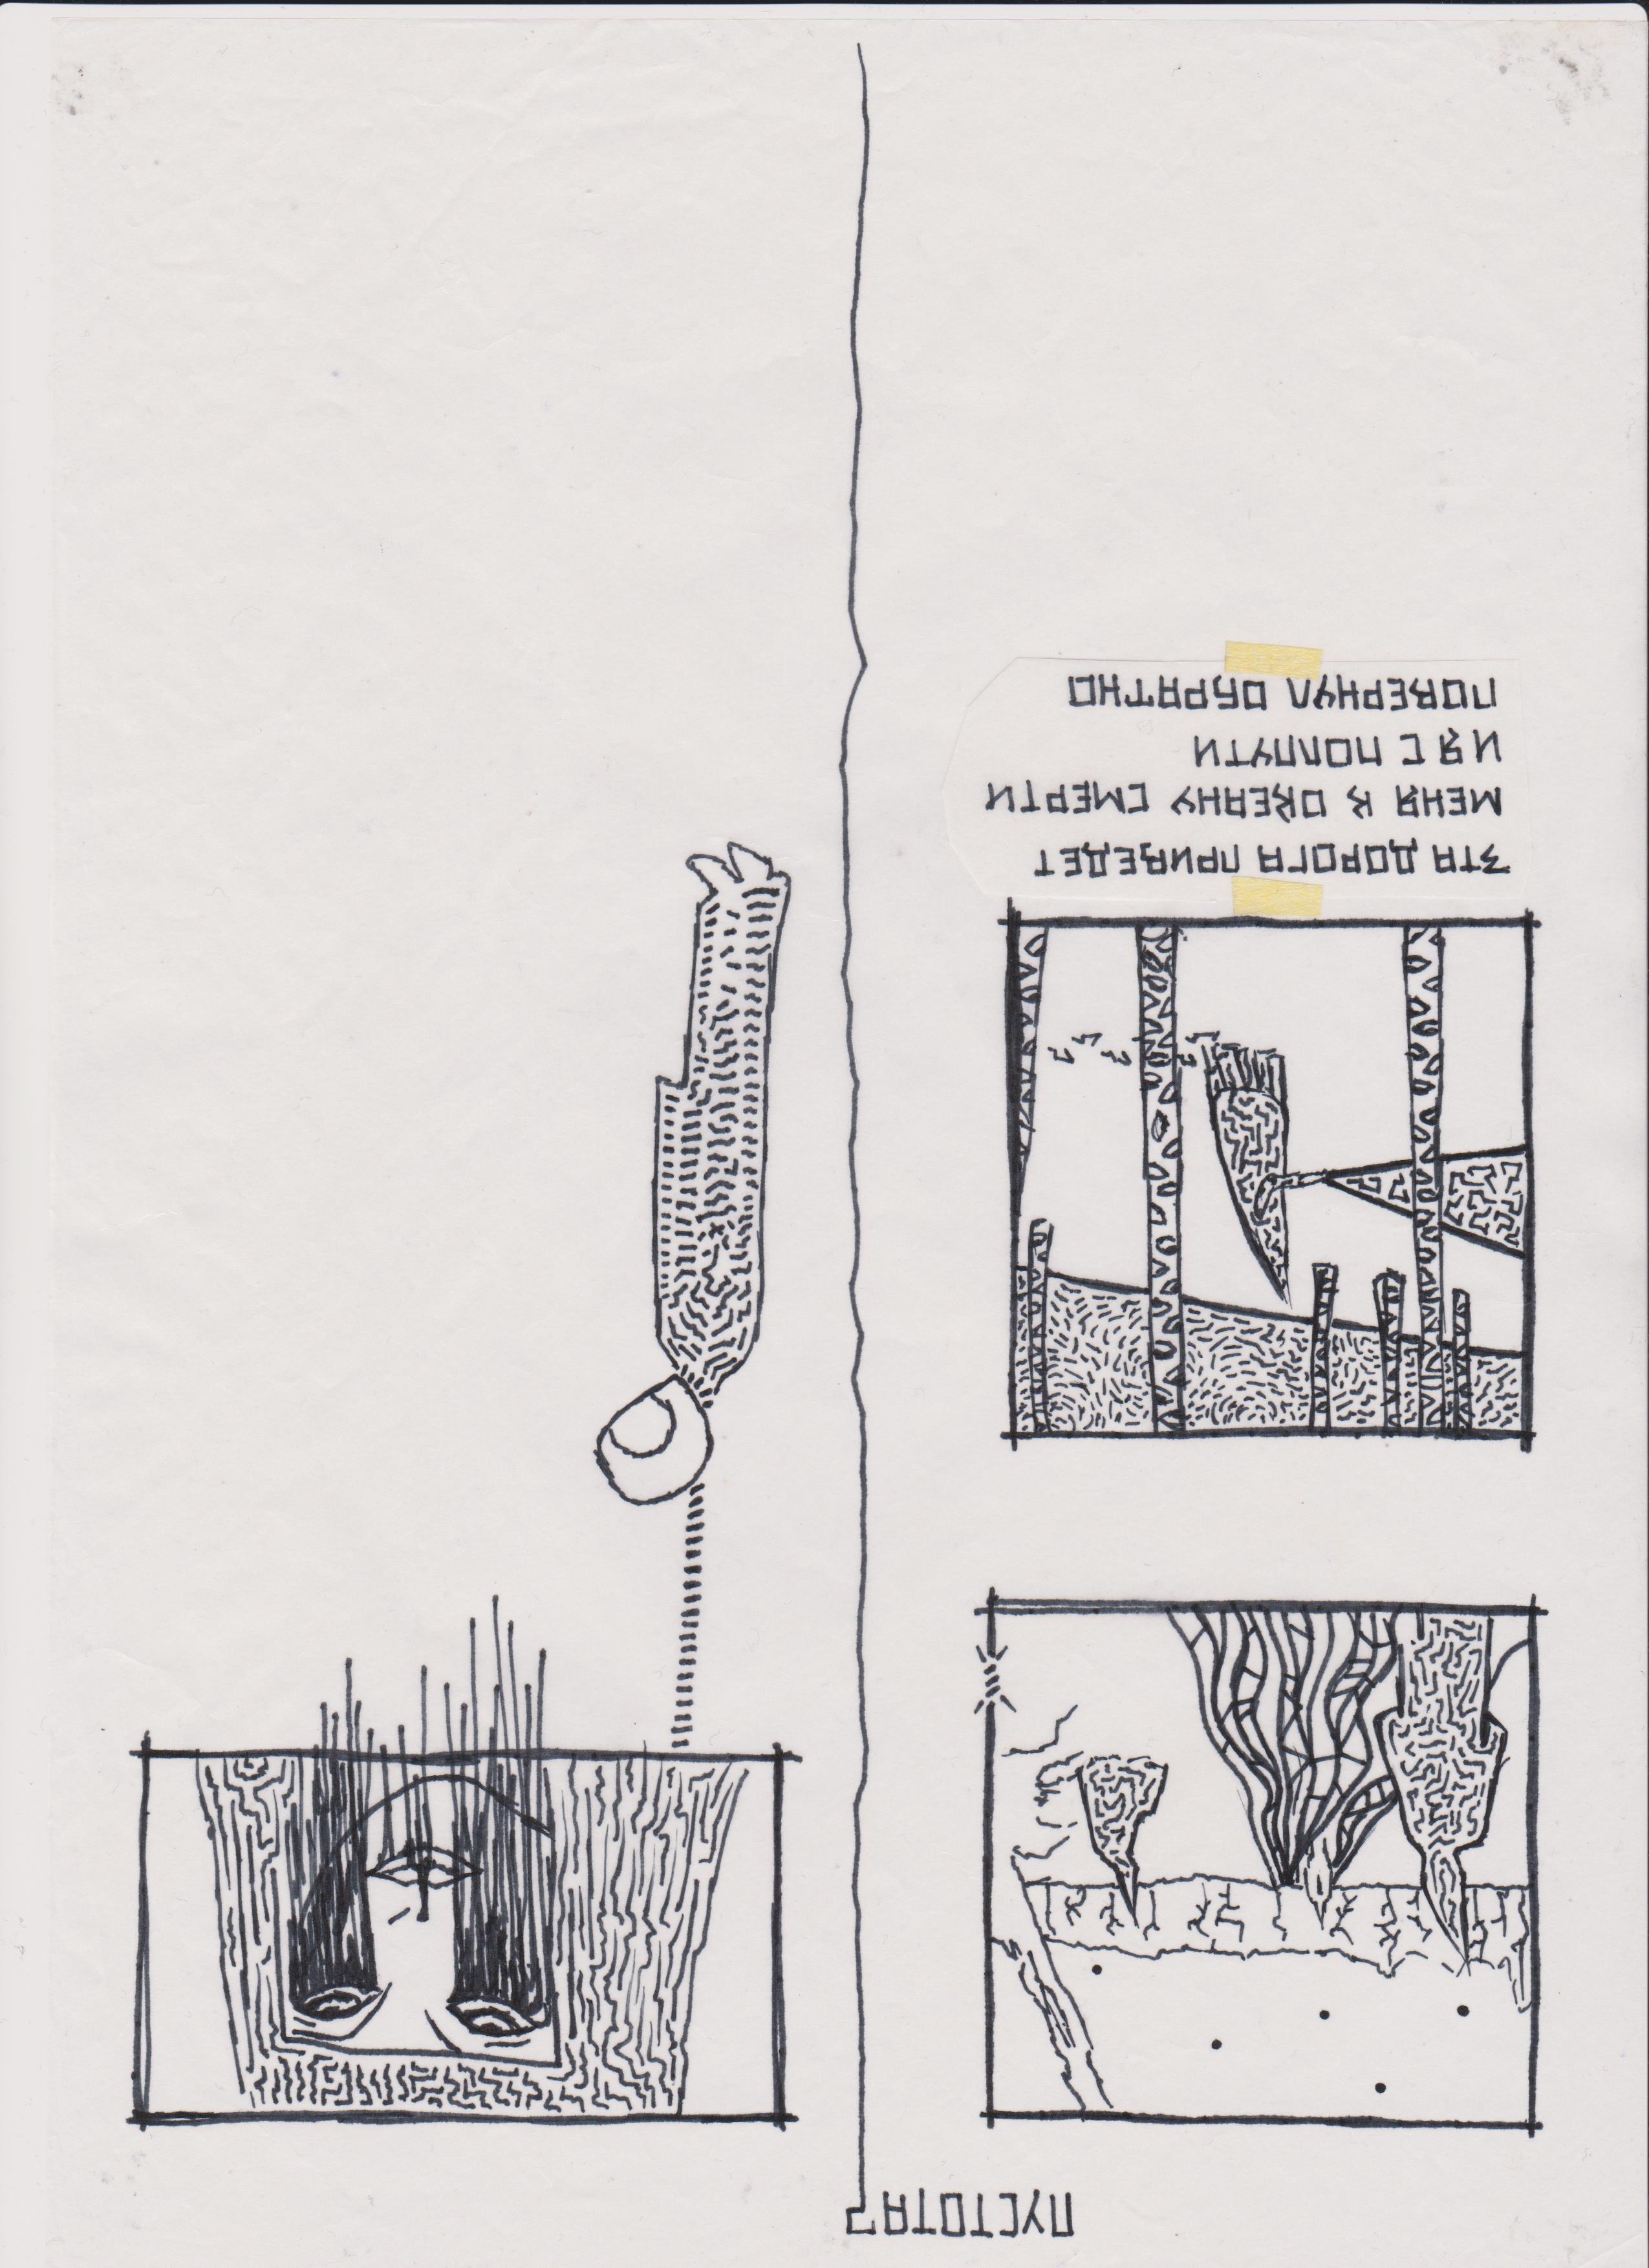 ПУСТОТА?
ЭТА ДОРОГА ПРИВЕДЕТ
МЕНЯ К ОКЕАНУ СМЕРТИ
И Я С ПОЛПУТИ
ПОВЕРНУЛ ОБРАТНО